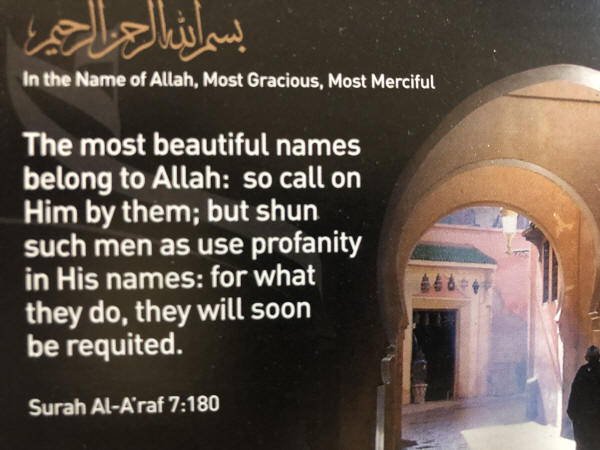 بسم الله الرحمن الرحيم
In the Name of Allah, Most Gracious, Most Merciful
The most beautiful names
belong to Allah: so call on
Him by them; but shun
such men as use profanity
in His names: for what
they do, they will soon
be requited.
Surah Al-A'raf 7:180